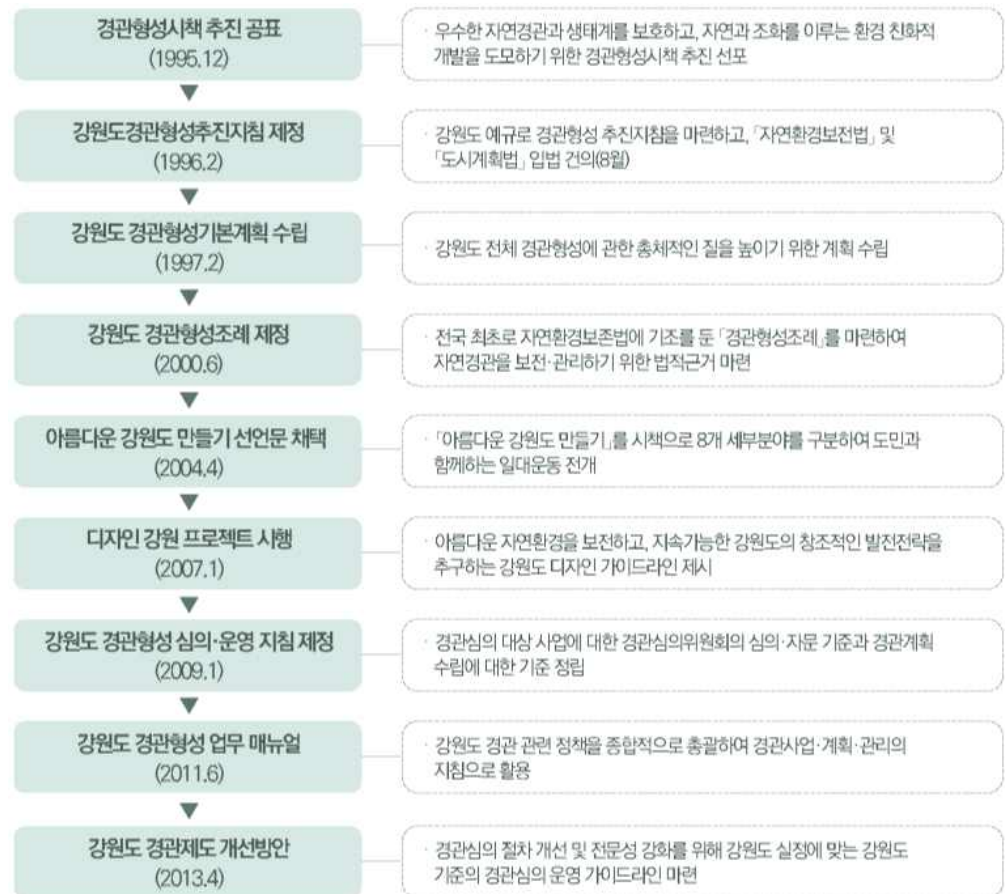 경관형성시책 추진 공표
(1995.12)
· 우수한 자연경관과 생태계를 보호하고, 자연과 조화를 이루는 환경 친화적
개발을 도모하기 위한 경관형성시책 추진 선포
강원도경관형성추진지침 제정
(1996.2)
· 강원도 예규로 경관형성 추진지침을 마련하고, 「자연환경보전법」 및
「도시계획법」 입법 건의(8월)
강원도 경관형성기본계획 수립
(1997.2)
· 강원도 전체 경관형성에 관한 총체적인 질을 높이기 위한 계획 수립
강원도 경관형성조례 제정
(2000.6)
· 전국 최초로 자연환경보존법에 기조를 둔 「경관형성조례」를 마련하여
자연경관을 보전·관리하기 위한 법적근거 마련
아름다운 강원도 만들기 선언문 채택
(2004.4)
· 「아름다운 강원도 만들기」를 시책으로 8개 세부분야를 구분하여 도민과
함께하는 일대운동 전개
디자인 강원 프로젝트 시행
(2007.1)
· 아름다운 자연환경을 보전하고, 지속가능한 강원도의 창조적인 발전전략을
추구하는 강원도 디자인 가이드라인 제시
강원도 경관형성 심의·운영 지침 제정
(2009.1)
· 경관심의 대상 사업에 대한 경관심의위원회의 심의·자문 기준과 경관계획
수립에 대한 기준 정립
강원도 경관형성 업무 매뉴얼
(2011.6)
· 강원도 경관 관련 정책을 종합적으로 총괄하여 경관사업·계획·관리의
지침으로 활용
강원도 경관제도 개선방안
(2013.4)
· 경관심의 절차 개선 및 전문성 강화를 위해 강원도 실정에 맞는 강원도
기준의 경관심의 운영 가이드라인 마련